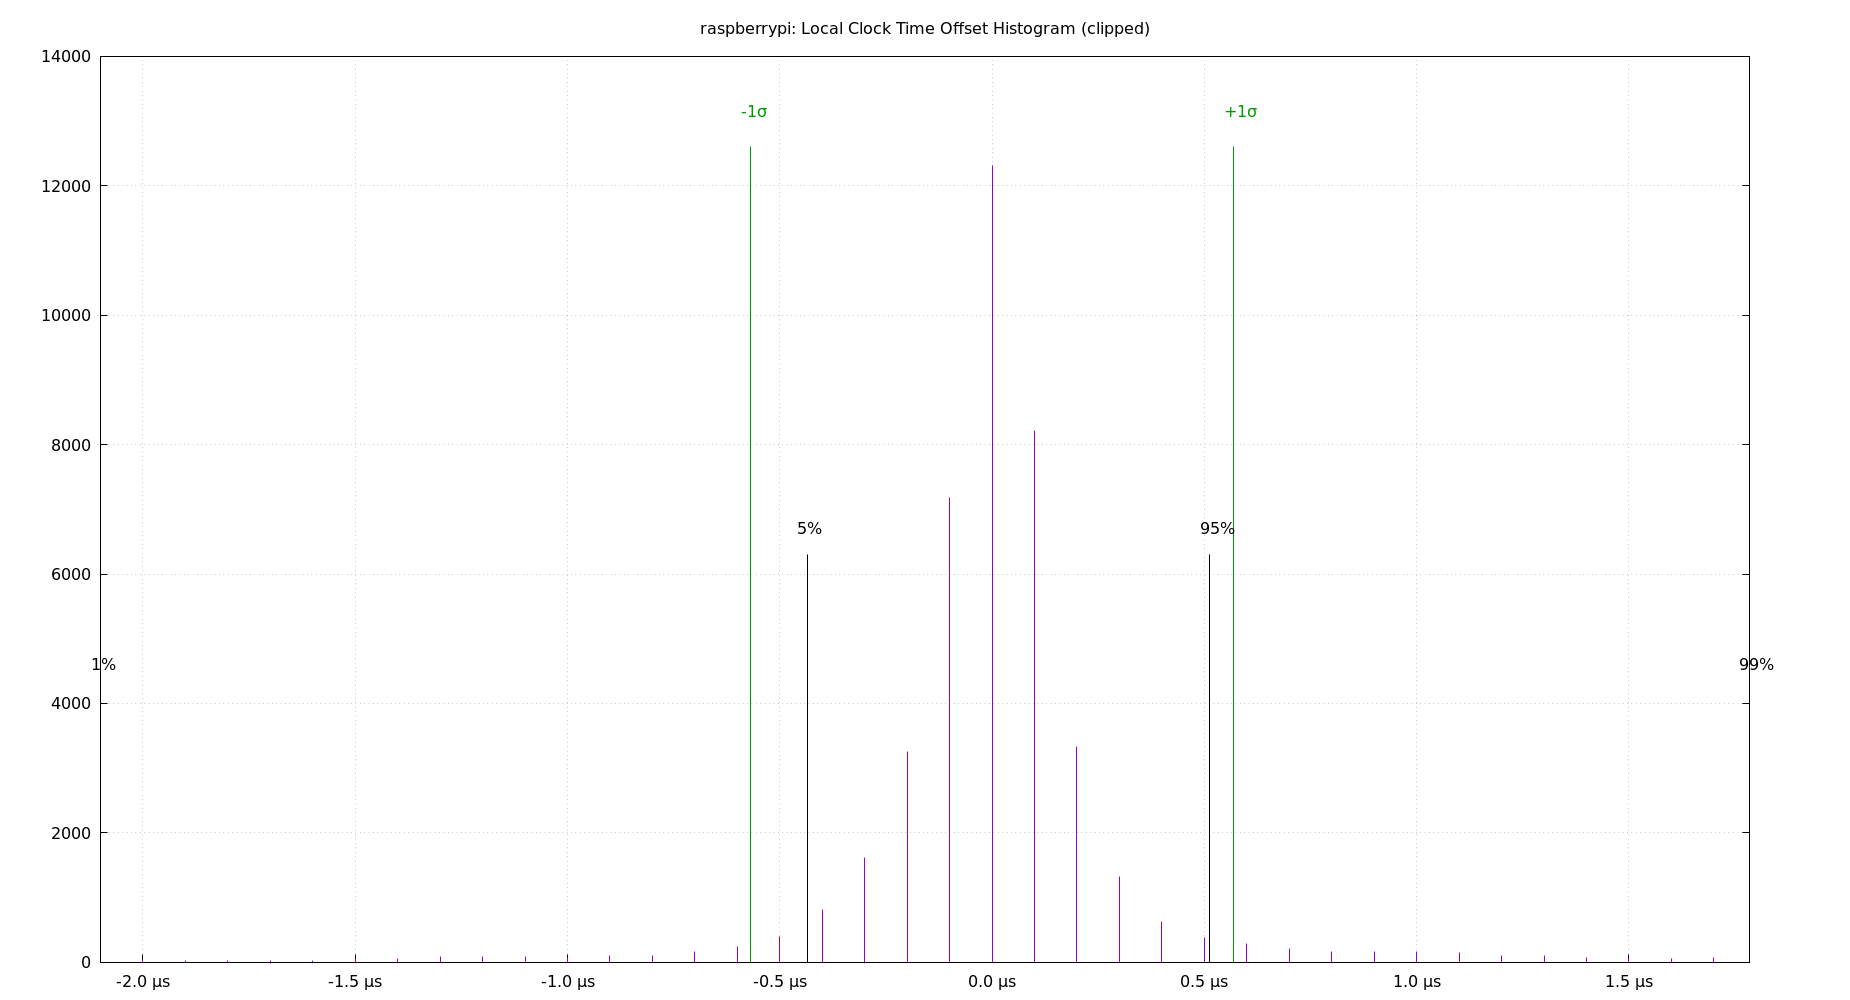 raspberrypi: Local Clock Time Offset Histogram (clipped)
14000
-1σ
+1σ
12000
10000
8000
5%
95%
6000
1%
99%
4000
2000
0
-2.0 µs
-1.5 µs
-1.0 µs
-0.5 µs
0.0 µs
0.5 µs
1.0 µs
1.5 µs